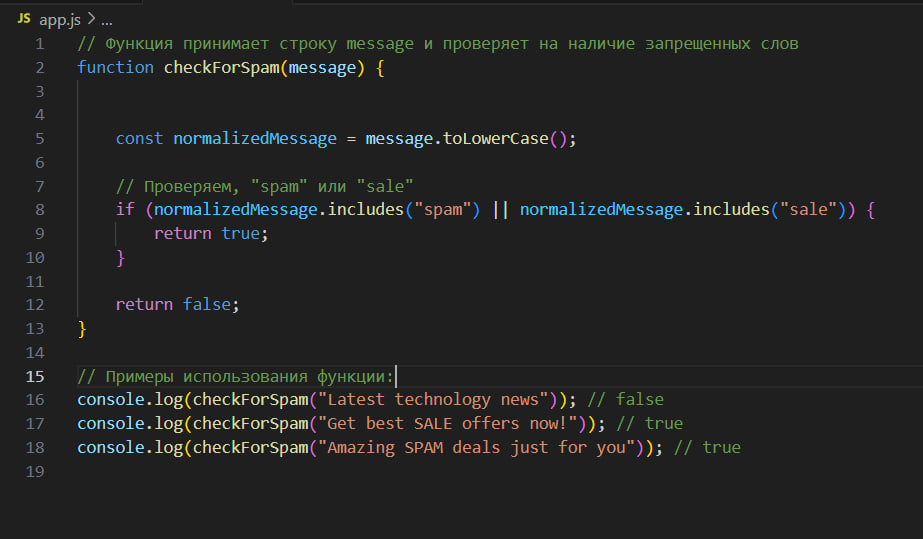 JS app.js > ...
1 // Функция принимает строку message и проверяет на наличие запрещенных слов
2 function checkForSpam(message) {
3
4
5 const normalizedMessage = message.toLowerCase();
6
7 // Проверяем, "spam" или "sale"
8 if (normalizedMessage.includes("spam") || normalizedMessage.includes("sale")) {
9 return true;
10 }
11
12 return false;
13 }
14
15 // Примеры использования функции:
16 console.log(checkForSpam("Latest technology news")); // false
17 console.log(checkForSpam("Get best SALE offers now!")); // true
18 console.log(checkForSpam("Amazing SPAM deals just for you")); // true
19